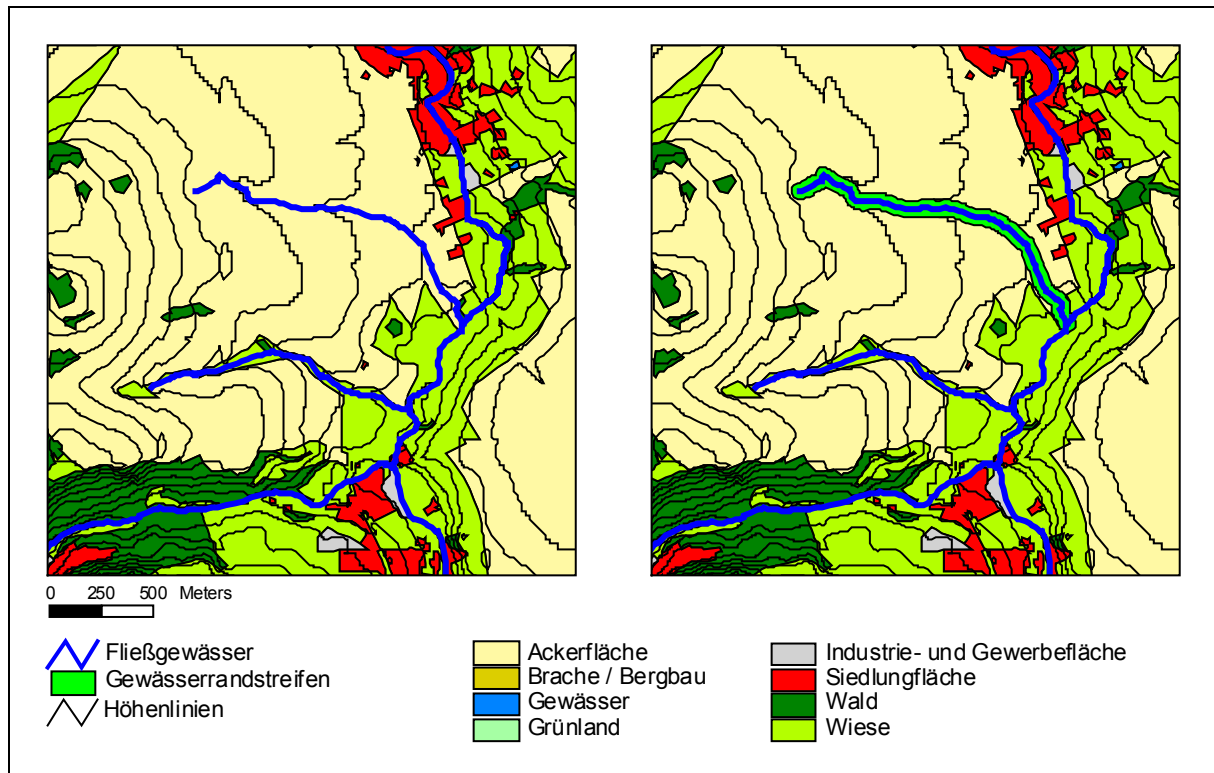 0 250 500 Meters
Fließgewässer
Gewässerrandstreifen
Höhenlinien
Ackerfläche
Brache / Bergbau
Gewässer
Grünland
Industrie- und Gewerbefläche
Siedlungfläche
Wald
Wiese